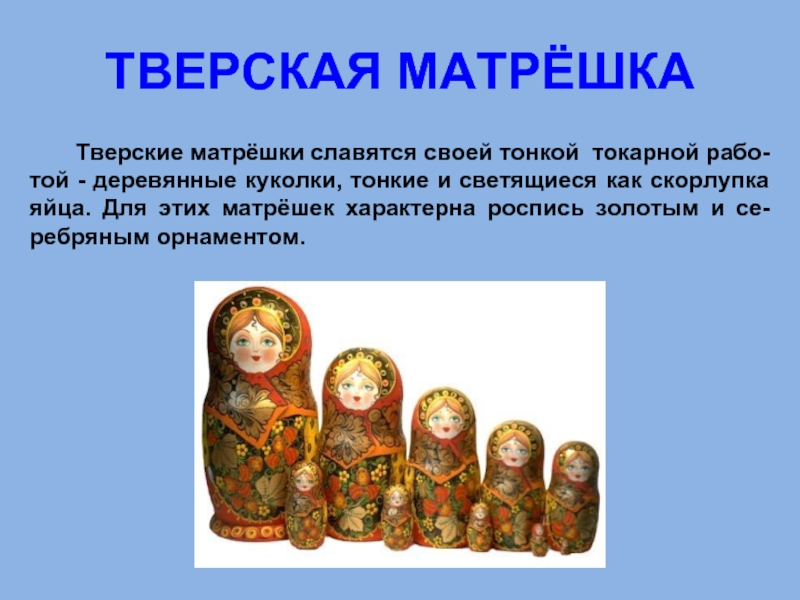 ТВЕРСКАЯ МАТРЁШКА
Тверские матрёшки славятся своей тонкой токарной рабо-
той - деревянные куколки, тонкие и светящиеся как скорлупка
яйца. Для этих матрёшек характерна роспись золотым и се-
ребряным орнаментом.